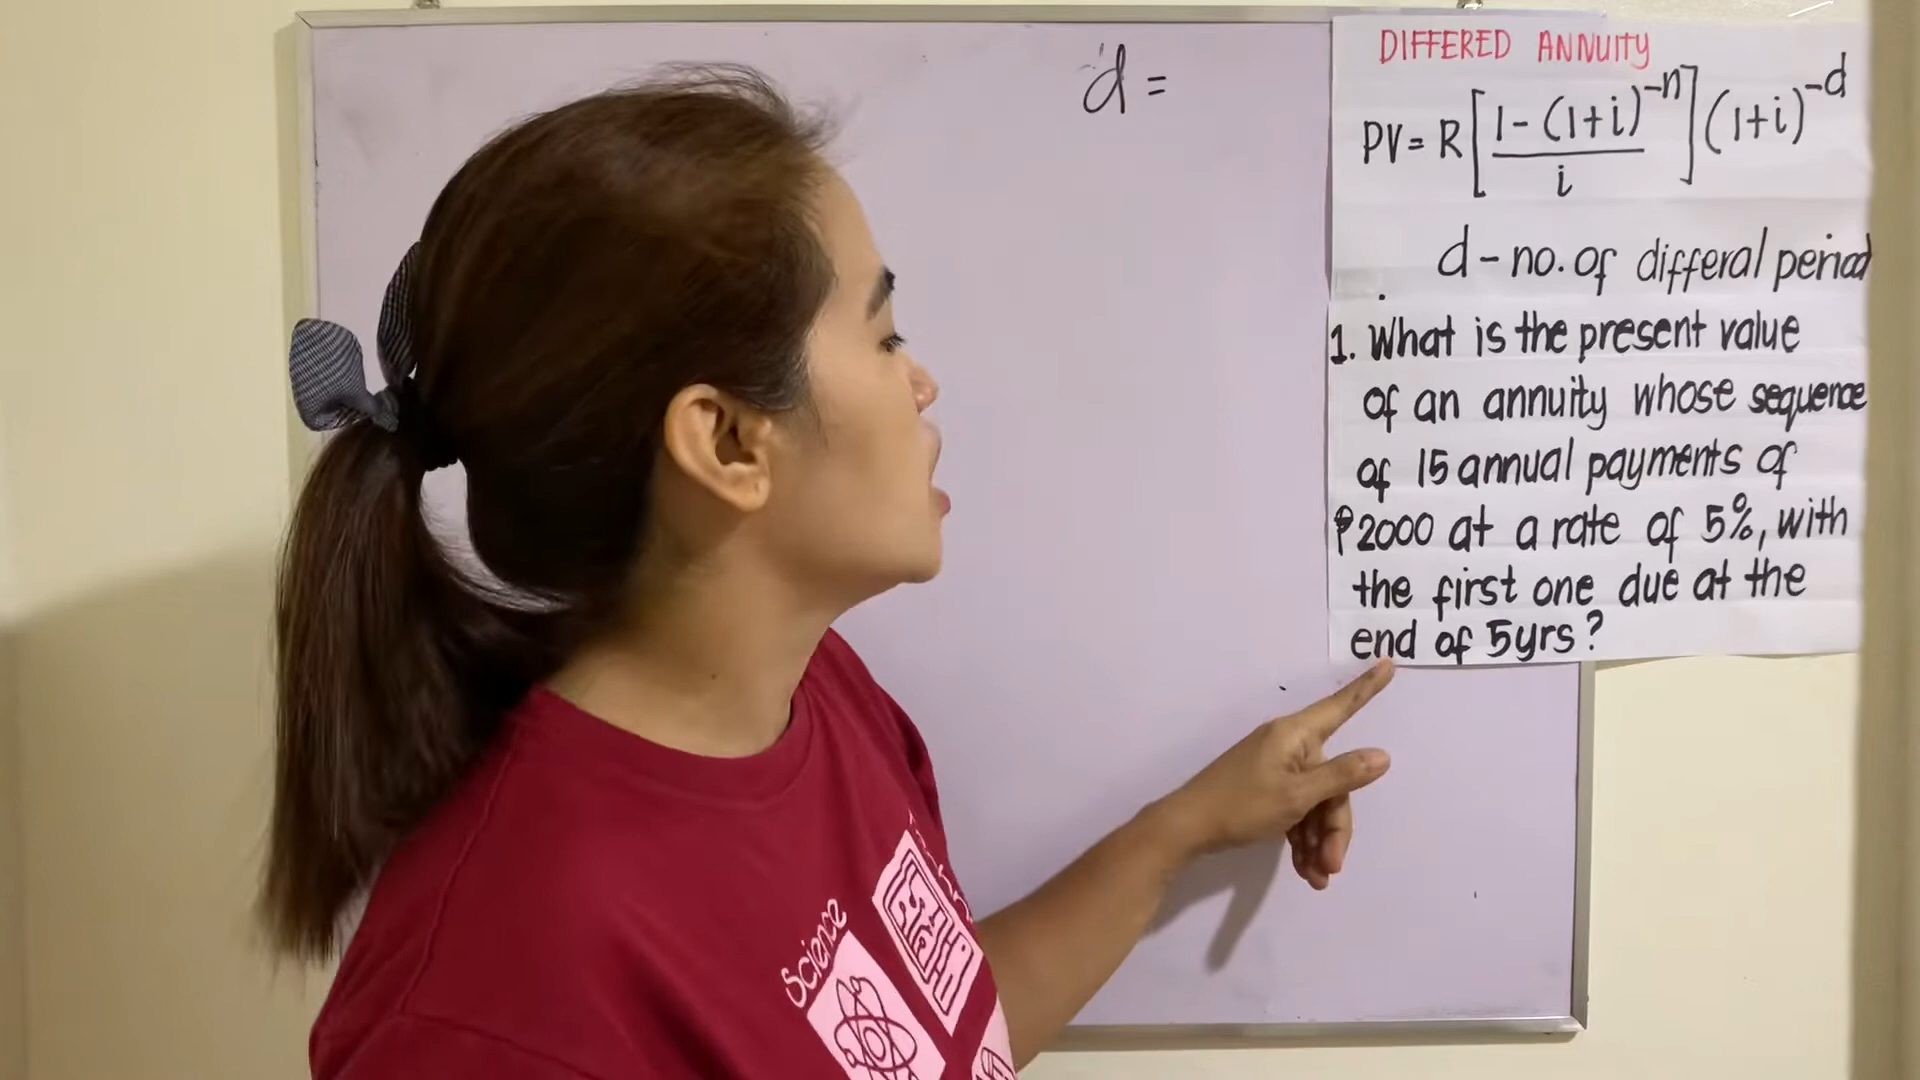 d =
DIFFERED ANNUITY
PV = R [ 1 - (1+i)^-n / i ] (1+i)^-d
d - no. of differal period
1. What is the present value
of an annuity whose sequence
of 15 annual payments of
₱2000 at a rate of 5%, with
the first one due at the
end of 5yrs?
Science